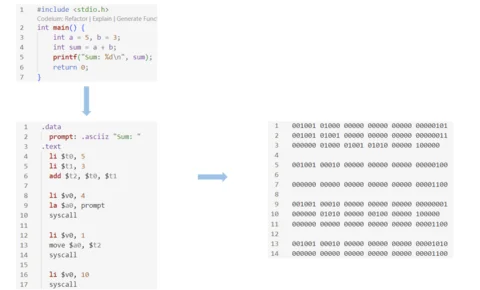 1 #include <stdio.h>
Codeium: Refactor | Explain | Generate Func
2 int main() {
3 int a = 5, b = 3;
4 int sum = a + b;
5 printf("Sum: %d\n", sum);
6 return 0;
7 }
1 .data
2 prompt: .asciiz "Sum: "
3 .text
4 li $t0, 5
5 li $t1, 3
6 add $t2, $t0, $t1
7
8 li $v0, 4
9 la $a0, prompt
10 syscall
11
12 li $v0, 1
13 move $a0, $t2
14 syscall
15
16 li $v0, 10
17 syscall
1 001001 01000 00000 00000 00000 00000101
2 001001 01001 00000 00000 00000 00000011
3 000000 01000 01001 01010 00000 100000
4
5 001001 00010 00000 00000 00000 00000100
6
7 000000 00000 00000 00000 00000 00001100
8
9 001001 00010 00000 00000 00000 00000001
10 000000 01010 00000 00100 00000 100000
11 000000 00000 00000 00000 00000 00001100
12
13 001001 00010 00000 00000 00000 00001010
14 000000 00000 00000 00000 00000 00001100